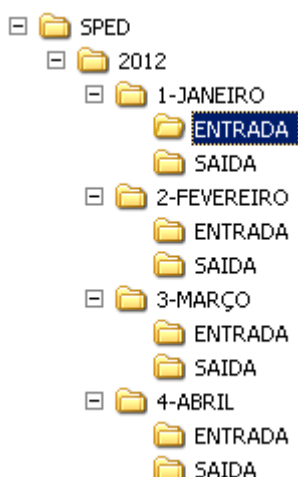 SPED
2012
1-JANEIRO
ENTRADA
SAIDA
2-FEVEREIRO
ENTRADA
SAIDA
3-MARÇO
ENTRADA
SAIDA
4-ABRIL
ENTRADA
SAIDA